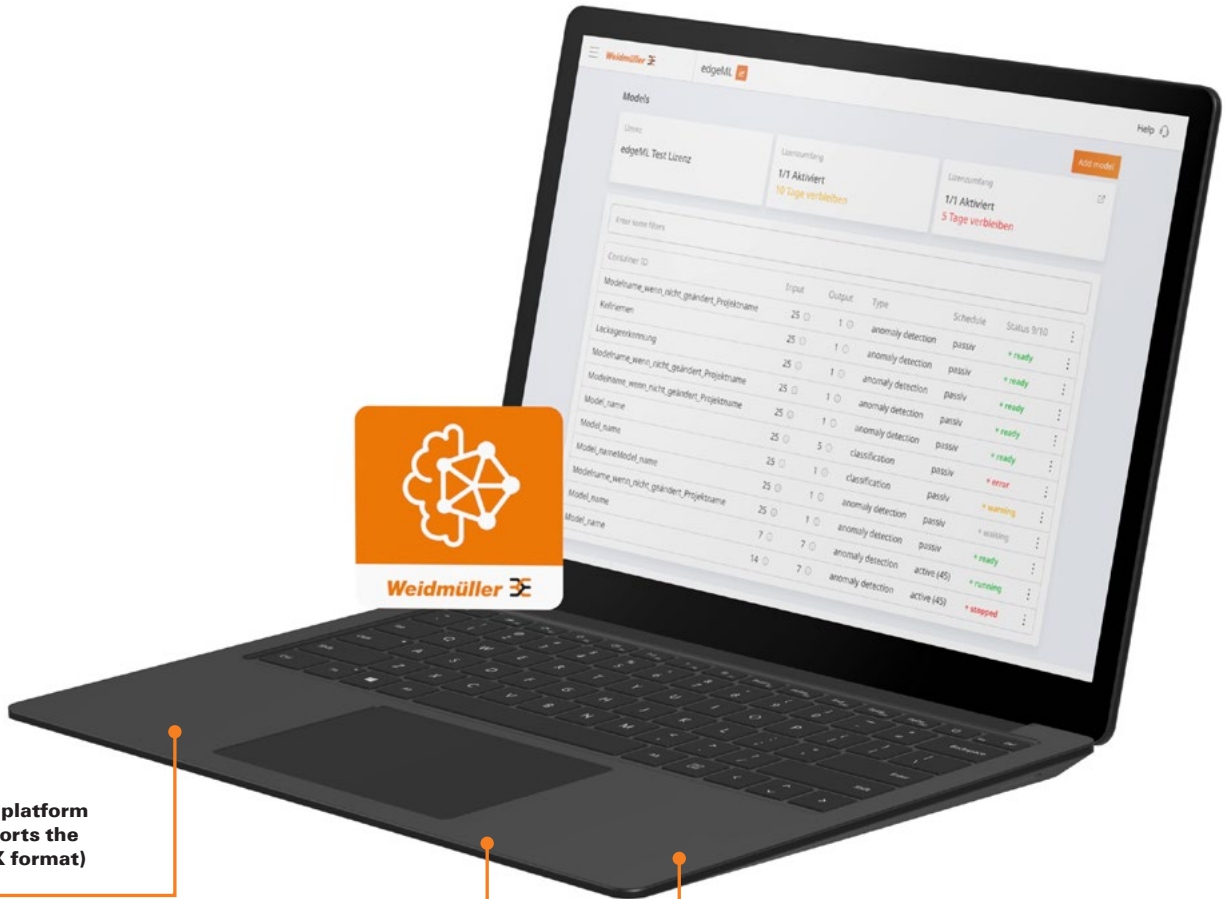 Weidmüller
edgeML
Help
Models
Add model
Lizenz
edgeML Test Lizenz
Lizenzumfang
1/1 Aktiviert
10 Tage verbleiben
Lizenzumfang
1/1 Aktiviert
5 Tage verbleiben
Enter some filters
Container ID Input Output Type Schedule Status 9/10
Modelname_wenn_nicht_geändert_Projektname 25 1 anomaly detection passiv ready
Keilriemen 25 1 anomaly detection passiv ready
Leckageerkennung 25 1 anomaly detection passiv ready
Modelname_wenn_nicht_geändert_Projektname 25 1 anomaly detection passiv ready
Modelname_wenn_nicht_geändert_Projektname 25 5 classification passiv error
Model_name 25 1 classification passiv warning
Model_name 25 1 anomaly detection passiv waiting
Model_nameModel_name 25 1 anomaly detection passiv ready
Modelname_wenn_nicht_geändert_Projektname 7 7 anomaly detection active (45) running
Model_name 14 7 anomaly detection active (45) stopped
Model_name
Weidmüller
platform
orts the
X format)